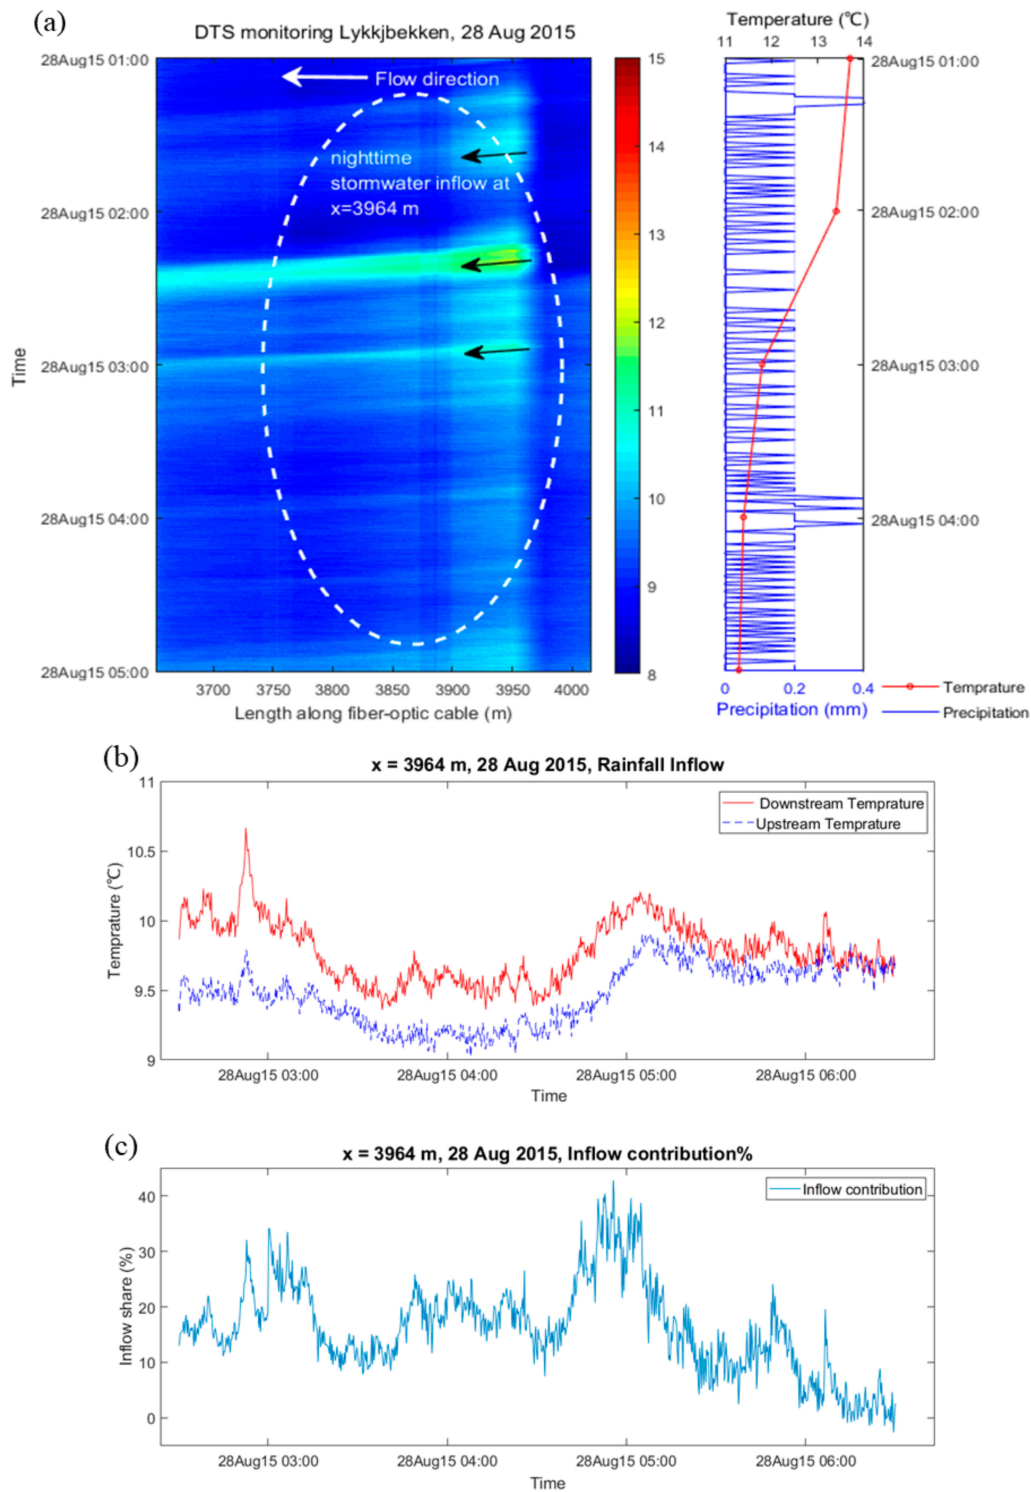 (a)
DTS monitoring Lykkjbekken, 28 Aug 2015
Flow direction
nighttime
stormwater inflow at
x=3964 m
28Aug15 01:00
28Aug15 02:00
28Aug15 03:00
28Aug15 04:00
28Aug15 05:00
Time
3700 3750 3800 3850 3900 3950 4000
Length along fiber-optic cable (m)
15
14
13
12
11
10
9
8
Temperature (℃)
11 12 13 14
28Aug15 01:00
28Aug15 02:00
28Aug15 03:00
28Aug15 04:00
0 0.2 0.4
Precipitation (mm)
Temprature
Precipitation
(b)
x = 3964 m, 28 Aug 2015, Rainfall Inflow
Downstream Temprature
Upstream Temprature
11
10.5
10
9.5
9
Temprature (℃)
28Aug15 03:00 28Aug15 04:00 28Aug15 05:00 28Aug15 06:00
Time
(c)
x = 3964 m, 28 Aug 2015, Inflow contribution%
Inflow contribution
40
30
20
10
0
Inflow share (%)
28Aug15 03:00 28Aug15 04:00 28Aug15 05:00 28Aug15 06:00
Time